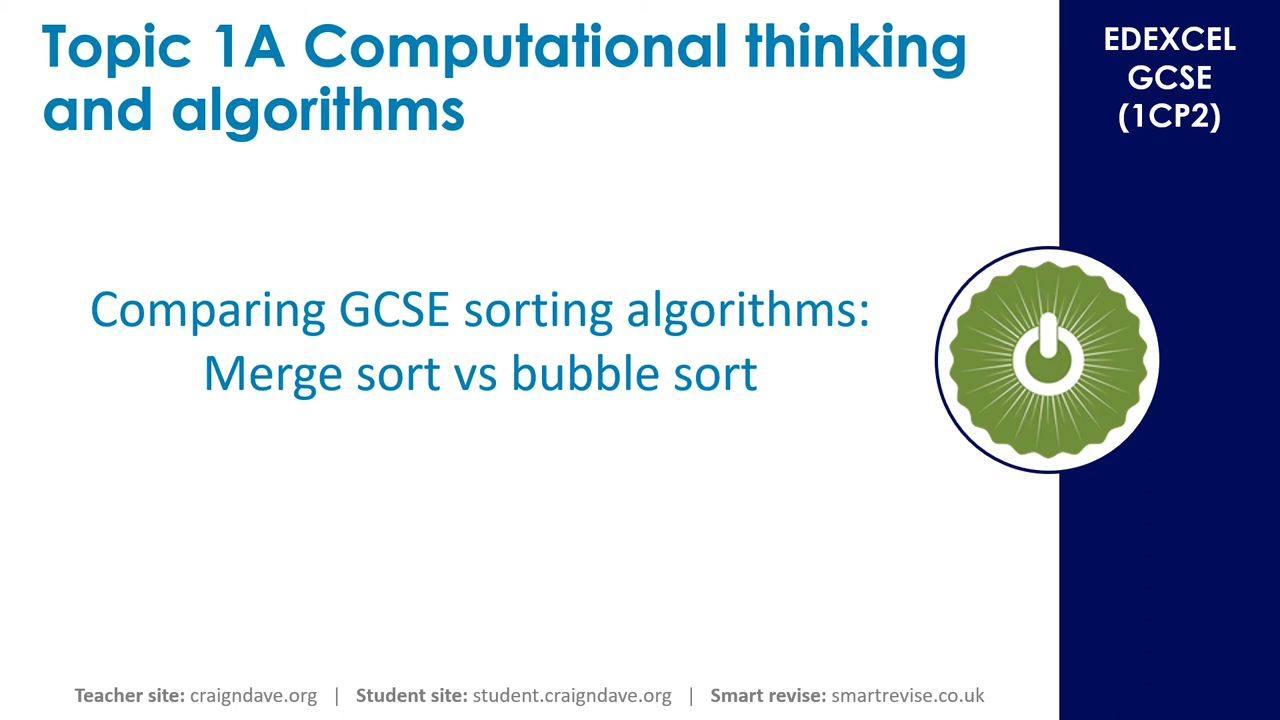 Topic 1A Computational thinking
and algorithms
EDEXCEL
GCSE
(1CP2)
Comparing GCSE sorting algorithms:
Merge sort vs bubble sort
Teacher site: craigndave.org | Student site: student.craigndave.org | Smart revise: smartrevise.co.uk